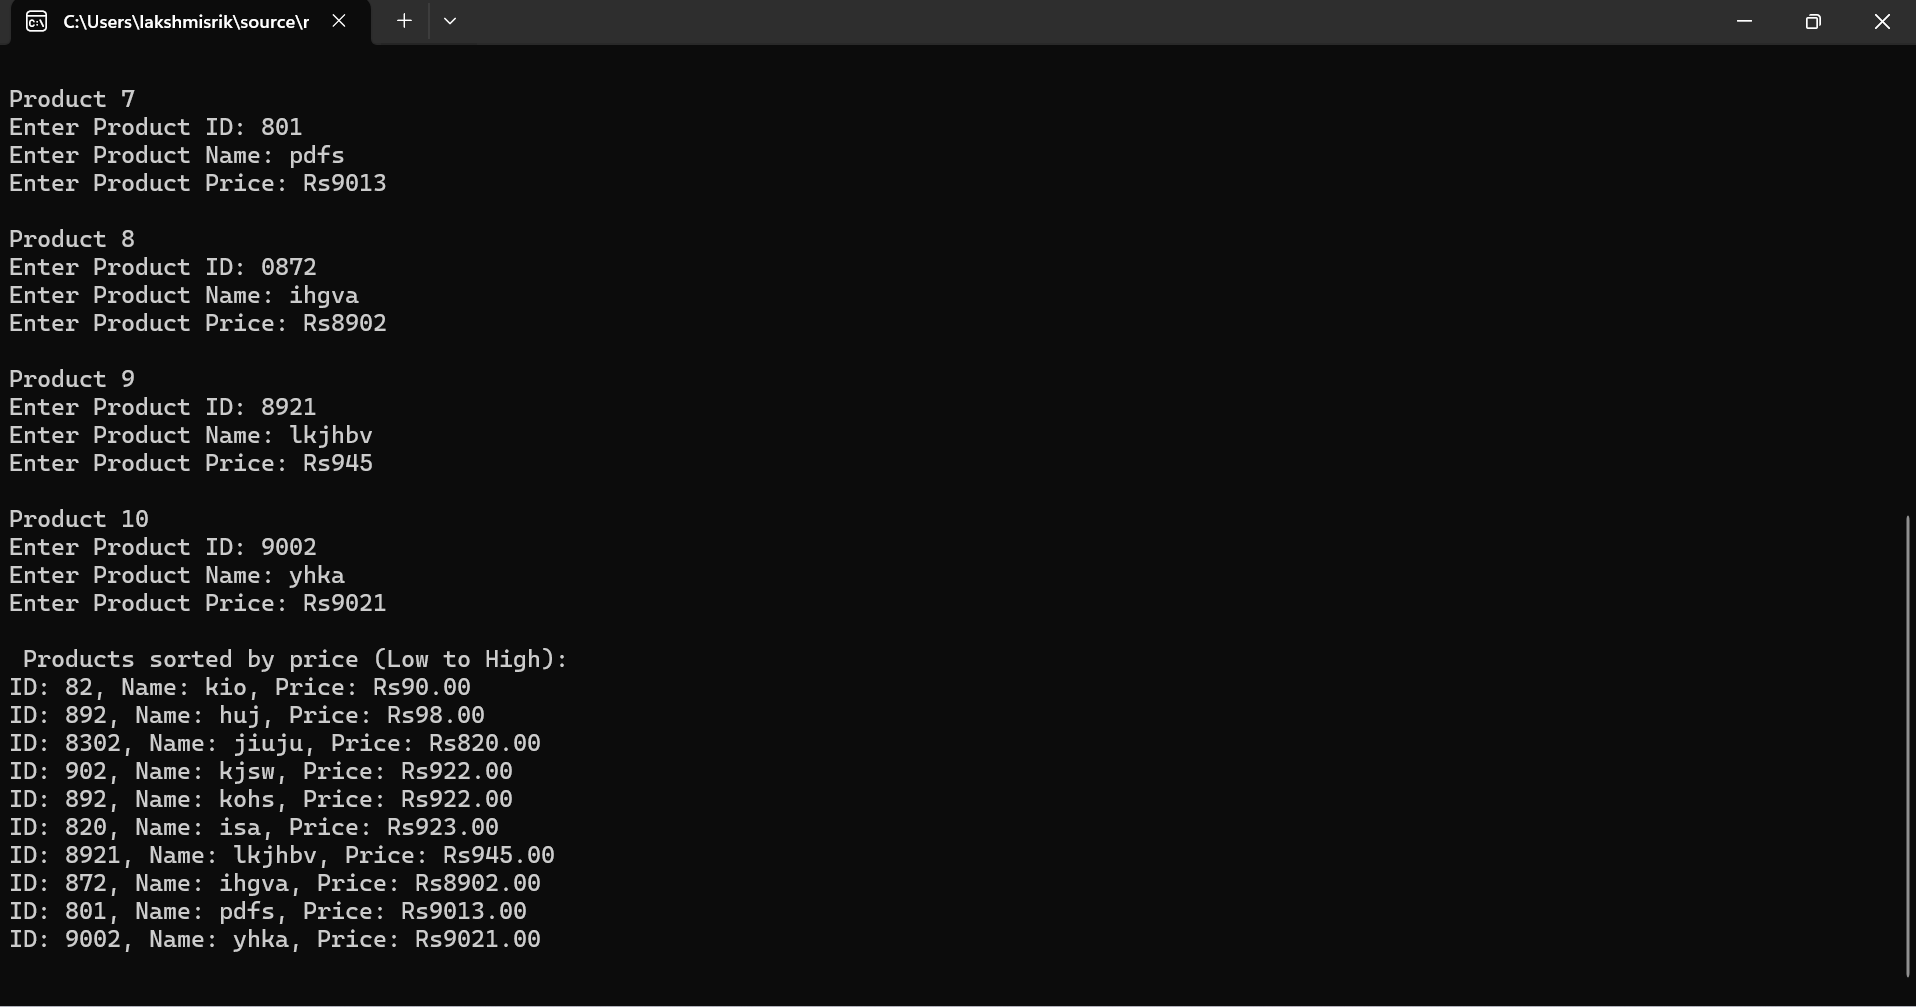 C:\Users\lakshmisrik\source\r
Product 7
Enter Product ID: 801
Enter Product Name: pdfs
Enter Product Price: Rs9013
Product 8
Enter Product ID: 0872
Enter Product Name: ihgva
Enter Product Price: Rs8902
Product 9
Enter Product ID: 8921
Enter Product Name: lkjhbv
Enter Product Price: Rs945
Product 10
Enter Product ID: 9002
Enter Product Name: yhka
Enter Product Price: Rs9021
Products sorted by price (Low to High):
ID: 82, Name: kio, Price: Rs90.00
ID: 892, Name: huj, Price: Rs98.00
ID: 8302, Name: jiuju, Price: Rs820.00
ID: 902, Name: kjsw, Price: Rs922.00
ID: 892, Name: kohs, Price: Rs922.00
ID: 820, Name: isa, Price: Rs923.00
ID: 8921, Name: lkjhbv, Price: Rs945.00
ID: 872, Name: ihgva, Price: Rs8902.00
ID: 801, Name: pdfs, Price: Rs9013.00
ID: 9002, Name: yhka, Price: Rs9021.00